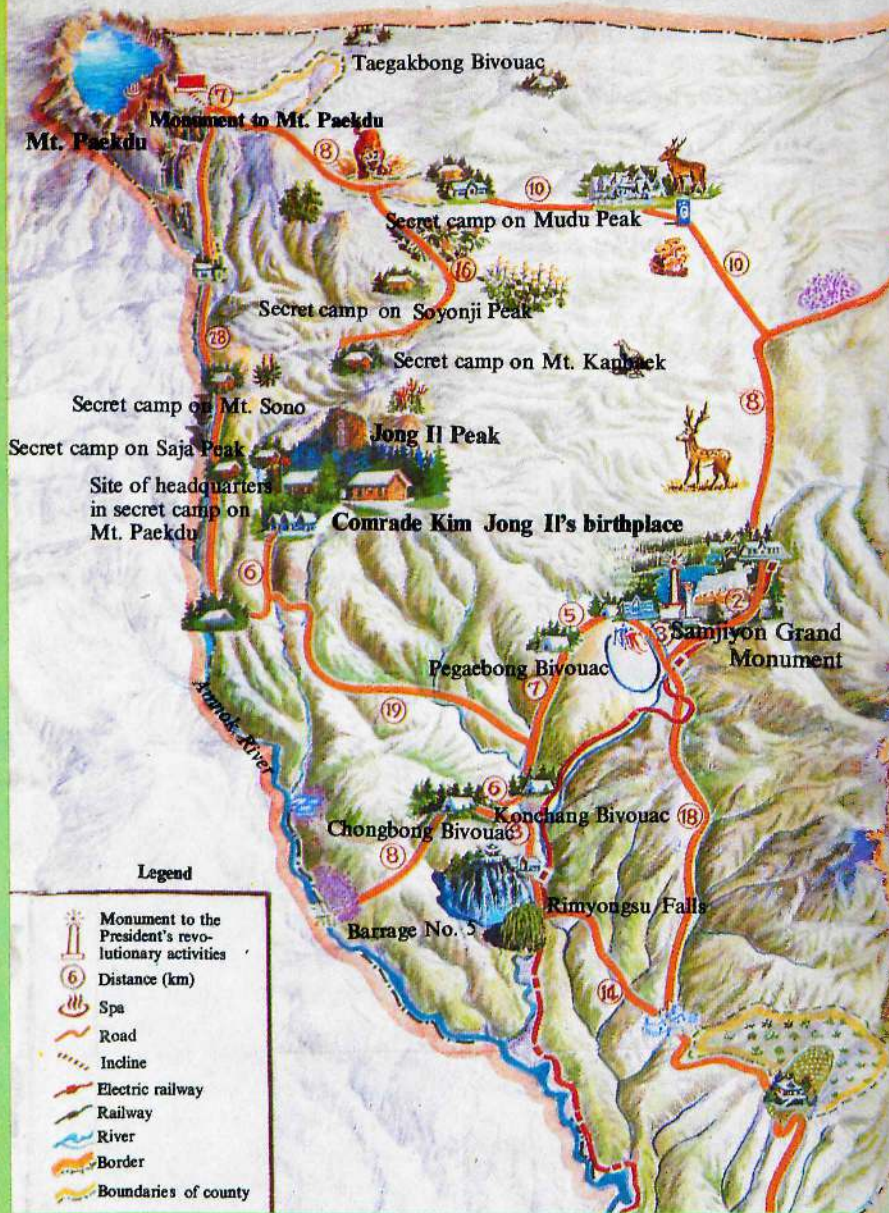 Taegakbong Bivouac
7
Monument to Mt. Paekdu
Mt. Paekdu
8
10
Secret camp on Mudu Peak
G
10
16
Secret camp on Soyonji Peak
28
Secret camp on Mt. Kanbaek
8
Secret camp on Mt. Sono
Jong Il Peak
Secret camp on Saja Peak
Site of headquarters
in secret camp on
Mt. Paekdu
Comrade Kim Jong Il's birthplace
6
5
2
3
Samjiyon Grand
Monument
Pegaebong Bivouac
7
19
Amnok River
6
Konchang Bivouac
18
Chongbong Bivouac
3
8
Rimyongsu Falls
Barrage No. 5
14
Legend
Monument to the
President's revo-
lutionary activities
6 Distance (km)
Spa
Road
Incline
Electric railway
Railway
River
Border
Boundaries of county